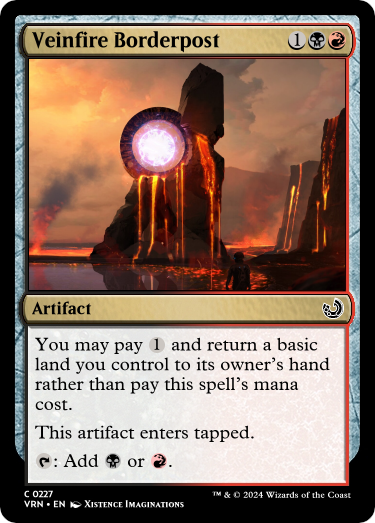 Veinfire Borderpost 1
Artifact
You may pay 1 and return a basic
land you control to its owner's hand
rather than pay this spell's mana
cost.
This artifact enters tapped.
: Add or .
C 0227
VRN • EN Xistence Imaginations
™ & © 2024 Wizards of the Coast